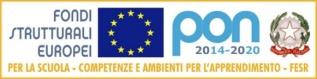 FONDI
STRUTTURALI
EUROPEI
pon
2014-2020
PER LA SCUOLA - COMPETENZE E AMBIENTI PER L'APPRENDIMENTO - FESR